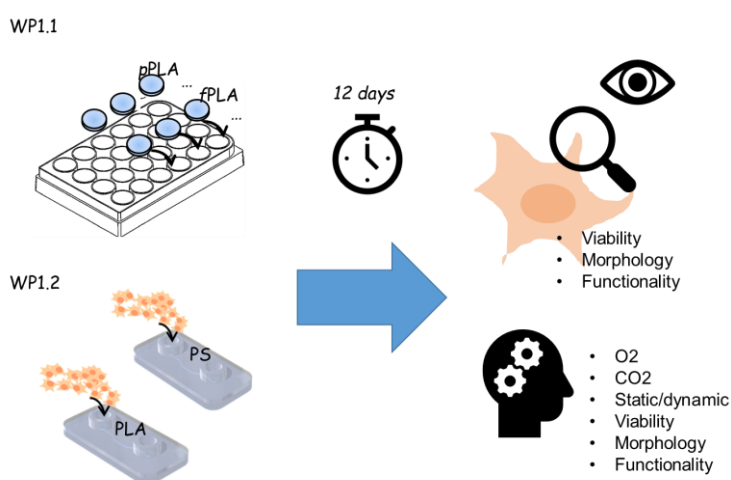 WP1.1
pPLA
...
fPLA
...
12 days
• Viability
• Morphology
• Functionality
WP1.2
PS
PLA
• O2
• CO2
• Static/dynamic
• Viability
• Morphology
• Functionality